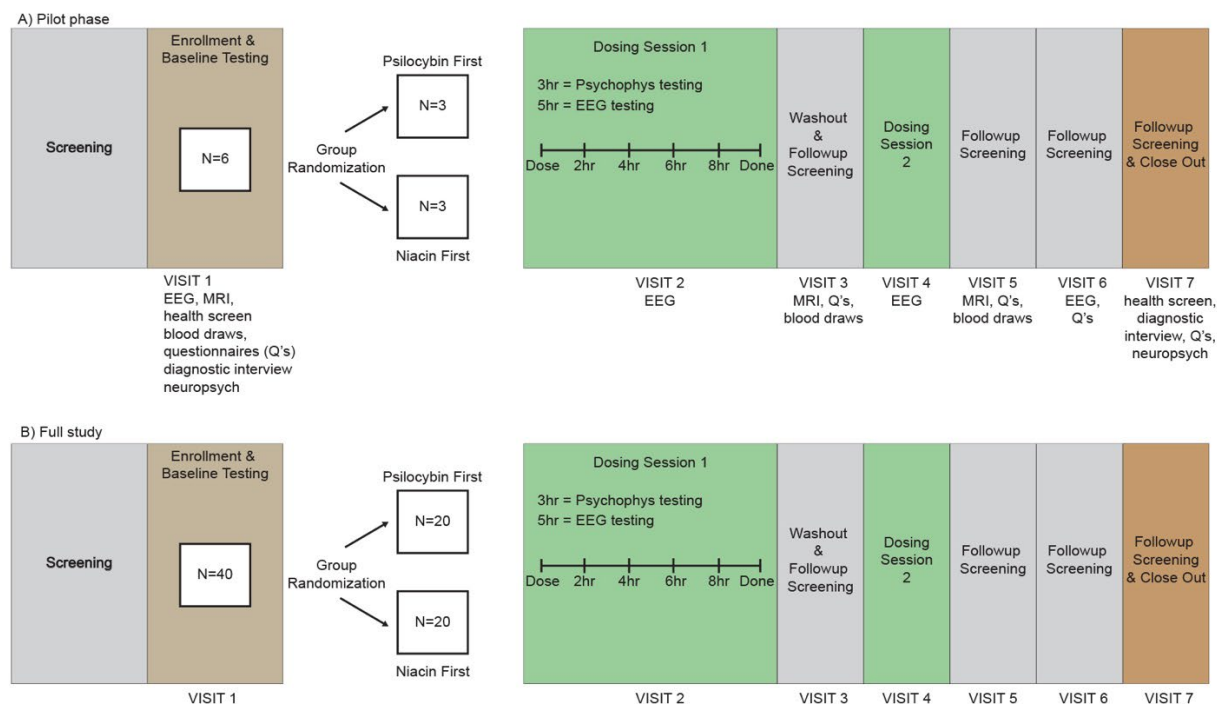 A) Pilot phase
Screening
Enrollment &
Baseline Testing
N=6
Group
Randomization
Psilocybin First
N=3
N=3
Niacin First
Dosing Session 1
3hr = Psychophys testing
5hr = EEG testing
Dose 2hr 4hr 6hr 8hr Done
Washout
&
Followup
Screening
Dosing
Session
2
Followup
Screening
Followup
Screening
Followup
Screening
& Close Out
VISIT 1
EEG, MRI,
health screen
blood draws,
questionnaires (Q's)
diagnostic interview
neuropsych
VISIT 2
EEG
VISIT 3
MRI, Q's,
blood draws
VISIT 4
EEG
VISIT 5
MRI, Q's,
blood draws
VISIT 6
EEG,
Q's
VISIT 7
health screen,
diagnostic
interview, Q's,
neuropsych
B) Full study
Screening
Enrollment &
Baseline Testing
N=40
Group
Randomization
Psilocybin First
N=20
N=20
Niacin First
Dosing Session 1
3hr = Psychophys testing
5hr = EEG testing
Dose 2hr 4hr 6hr 8hr Done
Washout
&
Followup
Screening
Dosing
Session
2
Followup
Screening
Followup
Screening
Followup
Screening
& Close Out
VISIT 1
VISIT 2
VISIT 3
VISIT 4
VISIT 5
VISIT 6
VISIT 7